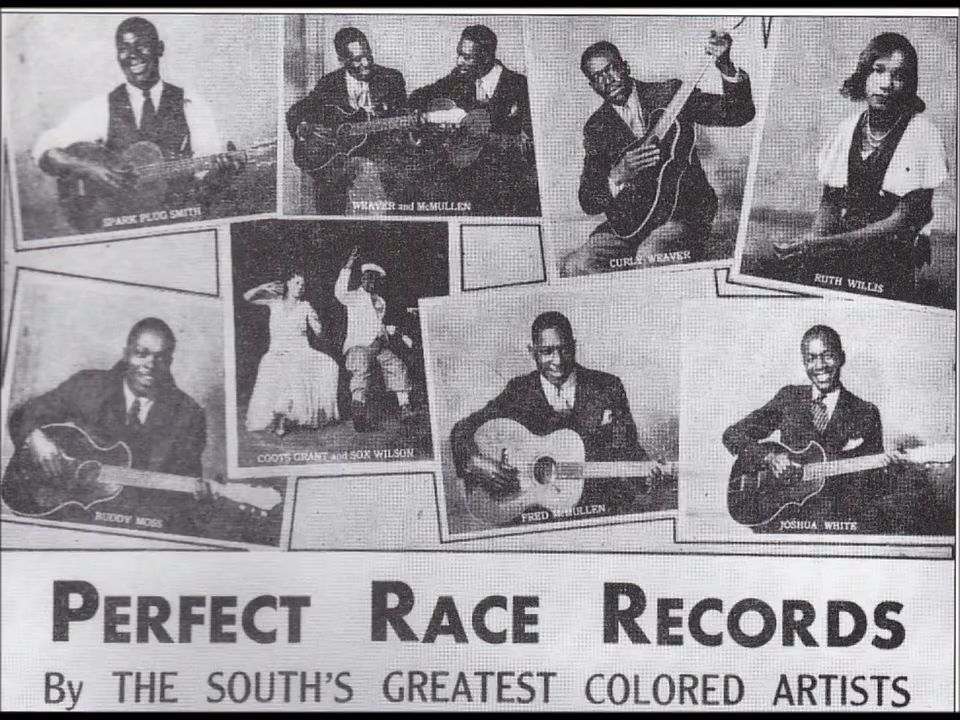 SPARK PLUG SMITH
WEAVER and McMULLEN
CURLY WEAVER
RUTH WILLIS
COOTS GRANT and SOX WILSON
BUDDY MOSS
FRED McMULLEN
JOSHUA WHITE
PERFECT RACE RECORDS
By THE SOUTH'S GREATEST COLORED ARTISTS